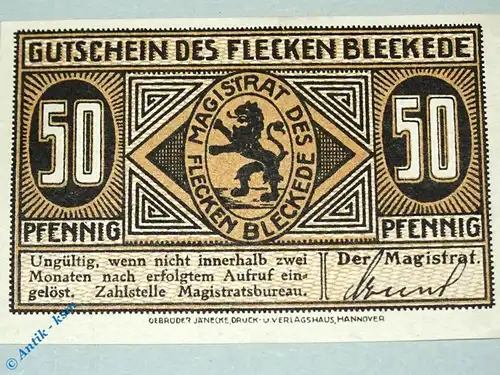 GUTSCHEIN DES FLECKEN BLECKEDE
50
PFENNIG
MAGISTRAT DES
FLECKEN BLECKEDE
50
PFENNIG
Ungültig, wenn nicht innerhalb zwei
Monaten nach erfolgtem Aufruf ein-
gelöst. Zahlstelle Magistratsbureau.
Der Magistrat.
GEBRÜDER JÄNECKE, DRUCK- U. VERLAGSHAUS, HANNOVER
© Antik - ksm